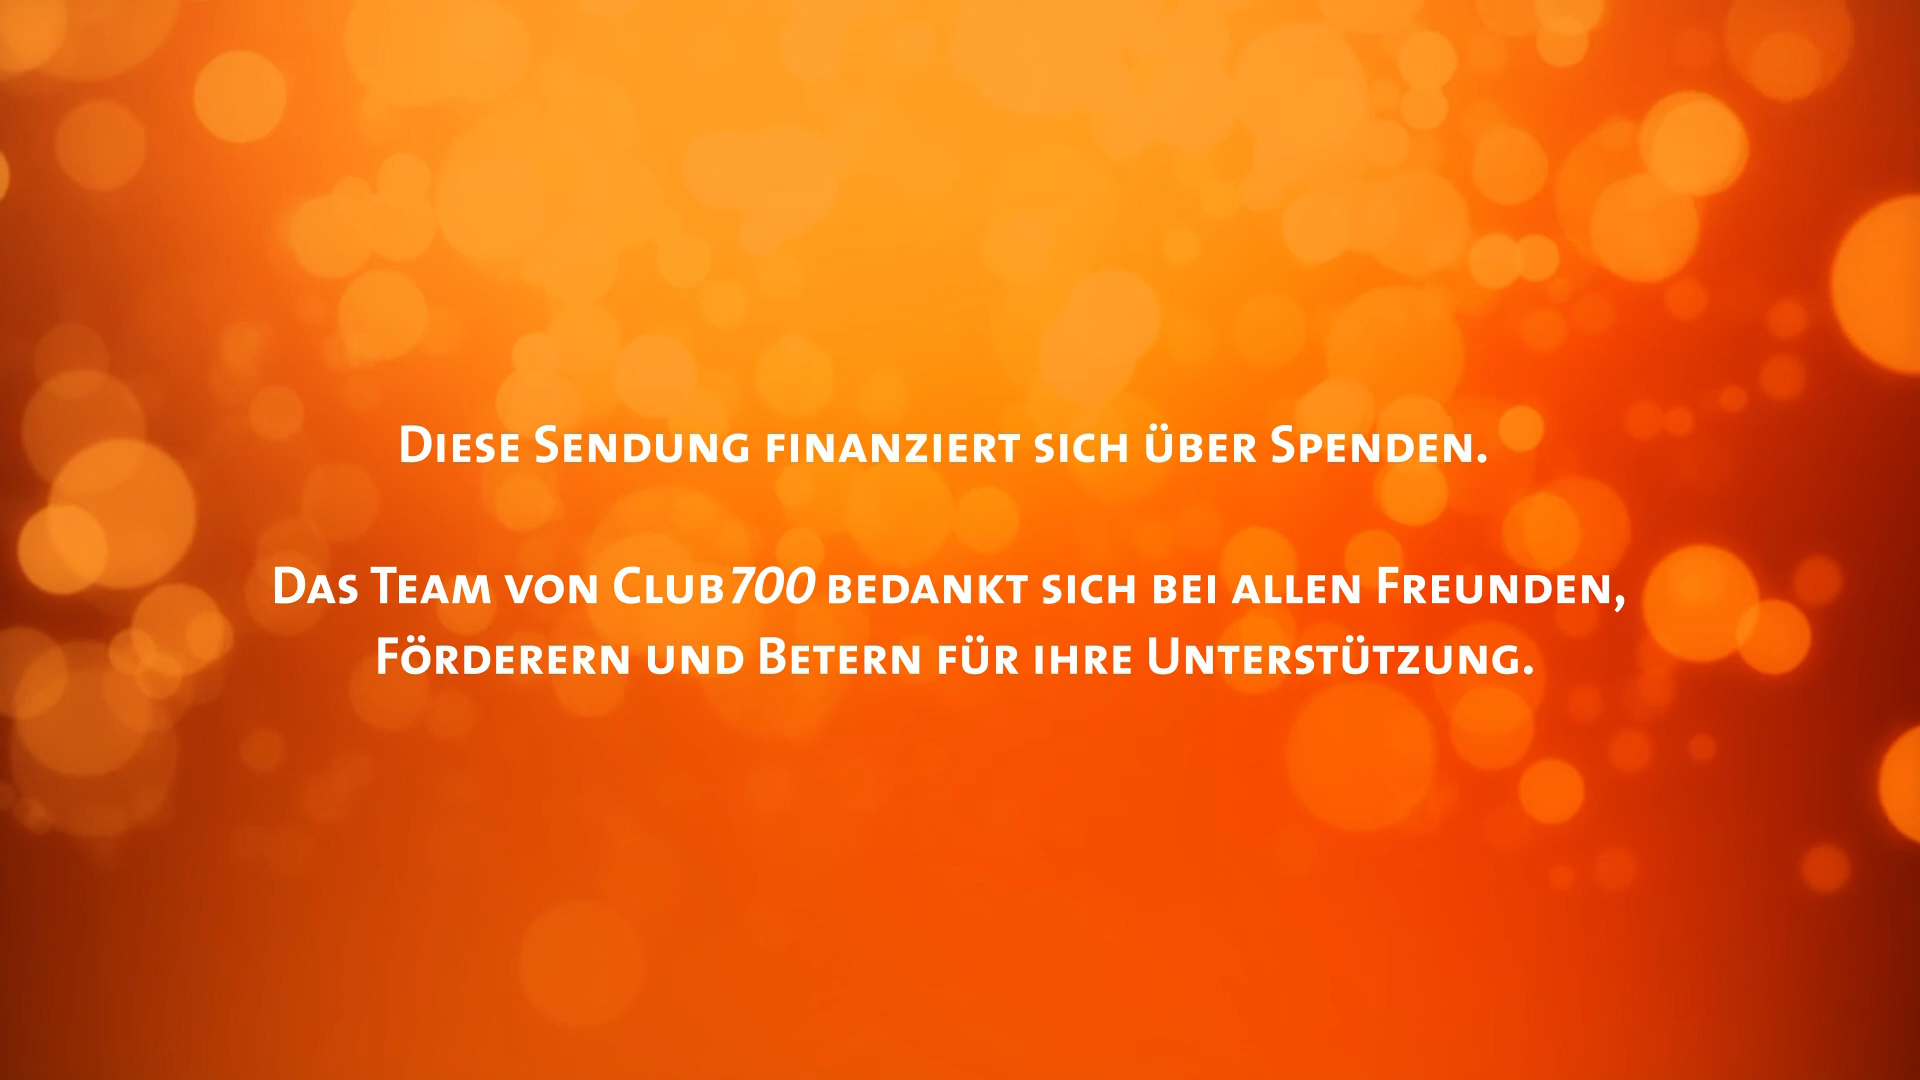 Diese Sendung finanziert sich über Spenden.
Das Team von Club700 bedankt sich bei allen Freunden,
Förderern und Betern für ihre Unterstützung.